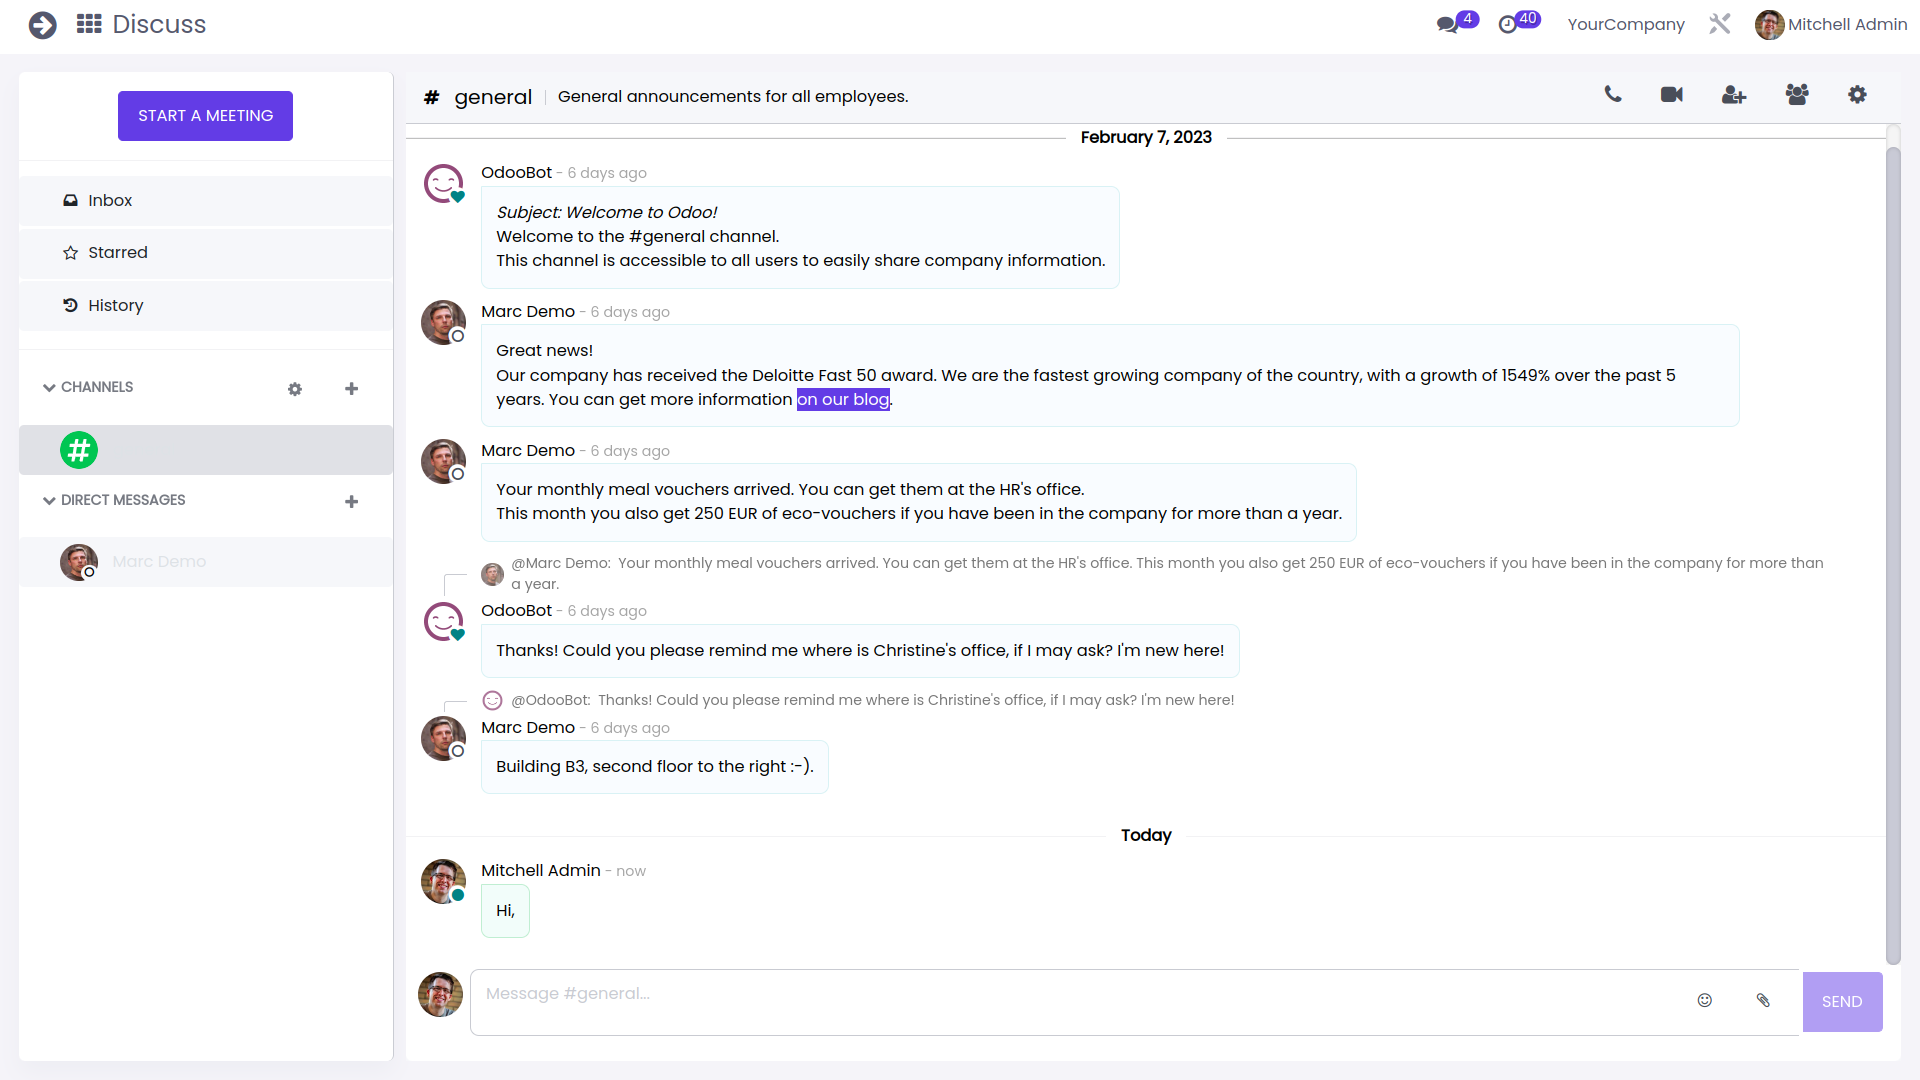 Discuss
4
40
YourCompany
Mitchell Admin
START A MEETING
Inbox
Starred
History
CHANNELS
DIRECT MESSAGES
Marc Demo
# general
General announcements for all employees.
February 7, 2023
OdooBot - 6 days ago
Subject: Welcome to Odoo!
Welcome to the #general channel.
This channel is accessible to all users to easily share company information.
Marc Demo - 6 days ago
Great news!
Our company has received the Deloitte Fast 50 award. We are the fastest growing company of the country, with a growth of 1549% over the past 5
years. You can get more information on our blog.
Marc Demo - 6 days ago
Your monthly meal vouchers arrived. You can get them at the HR's office.
This month you also get 250 EUR of eco-vouchers if you have been in the company for more than a year.
@Marc Demo: Your monthly meal vouchers arrived. You can get them at the HR's office. This month you also get 250 EUR of eco-vouchers if you have been in the company for more than
a year.
OdooBot - 6 days ago
Thanks! Could you please remind me where is Christine's office, if I may ask? I'm new here!
@OdooBot: Thanks! Could you please remind me where is Christine's office, if I may ask? I'm new here!
Marc Demo - 6 days ago
Building B3, second floor to the right :-).
Today
Mitchell Admin - now
Hi,
Message #general...
SEND